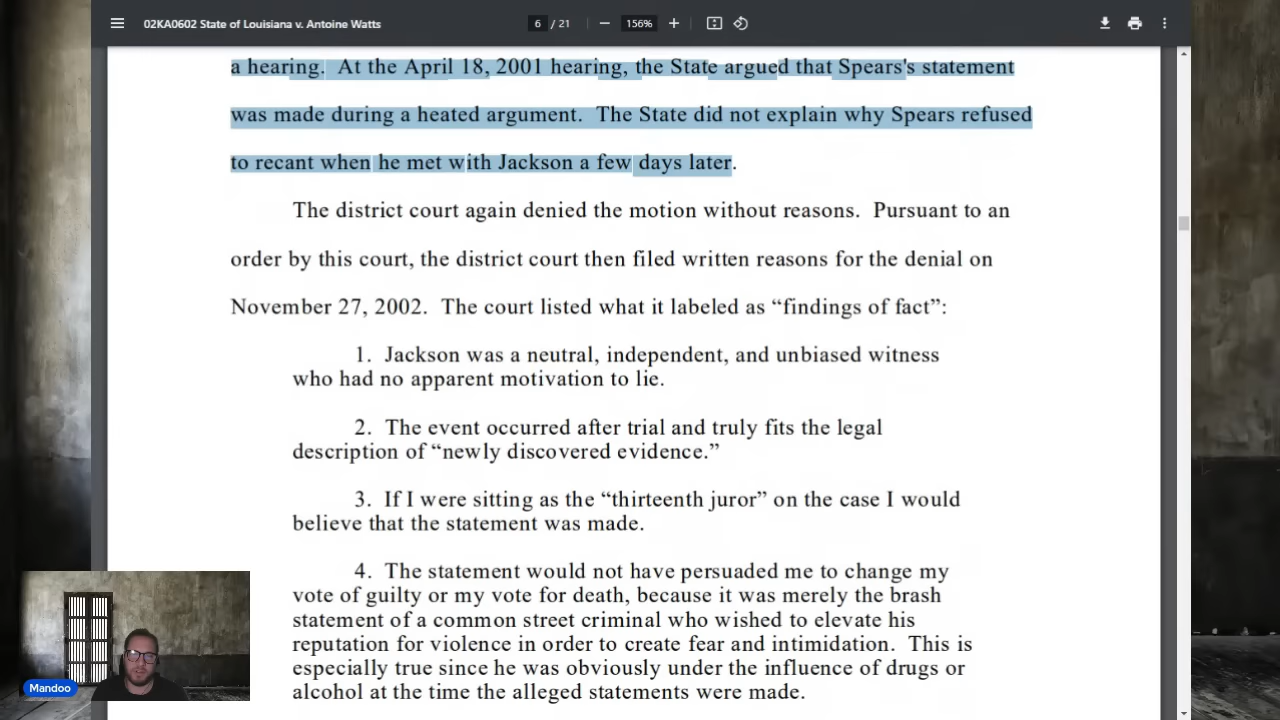 02KA0602 State of Louisiana v. Antoine Watts
6 / 21
156%
a hearing. At the April 18, 2001 hearing, the State argued that Spears's statement
was made during a heated argument. The State did not explain why Spears refused
to recant when he met with Jackson a few days later.
The district court again denied the motion without reasons. Pursuant to an
order by this court, the district court then filed written reasons for the denial on
November 27, 2002. The court listed what it labeled as “findings of fact”:
1. Jackson was a neutral, independent, and unbiased witness
who had no apparent motivation to lie.
2. The event occurred after trial and truly fits the legal
description of “newly discovered evidence.”
3. If I were sitting as the “thirteenth juror” on the case I would
believe that the statement was made.
4. The statement would not have persuaded me to change my
vote of guilty or my vote for death, because it was merely the brash
statement of a common street criminal who wished to elevate his
reputation for violence in order to create fear and intimidation. This is
especially true since he was obviously under the influence of drugs or
alcohol at the time the alleged statements were made.
Mandoo